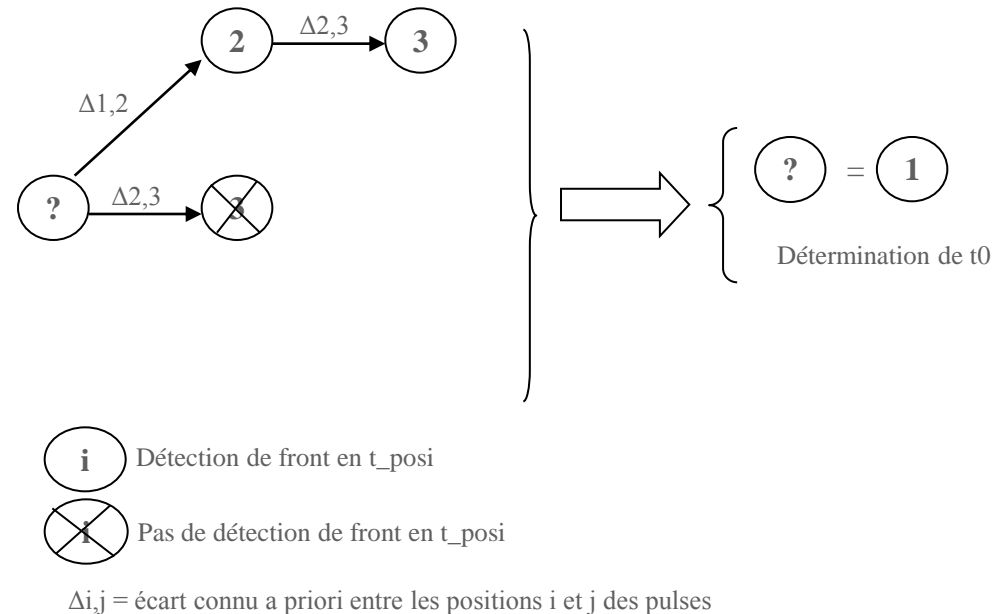 Δ2,3
2
3
Δ1,2
?
Δ2,3
3
? = 1
Détermination de t0
i Détection de front en t_posi
i Pas de détection de front en t_posi
Δi,j = écart connu a priori entre les positions i et j des pulses